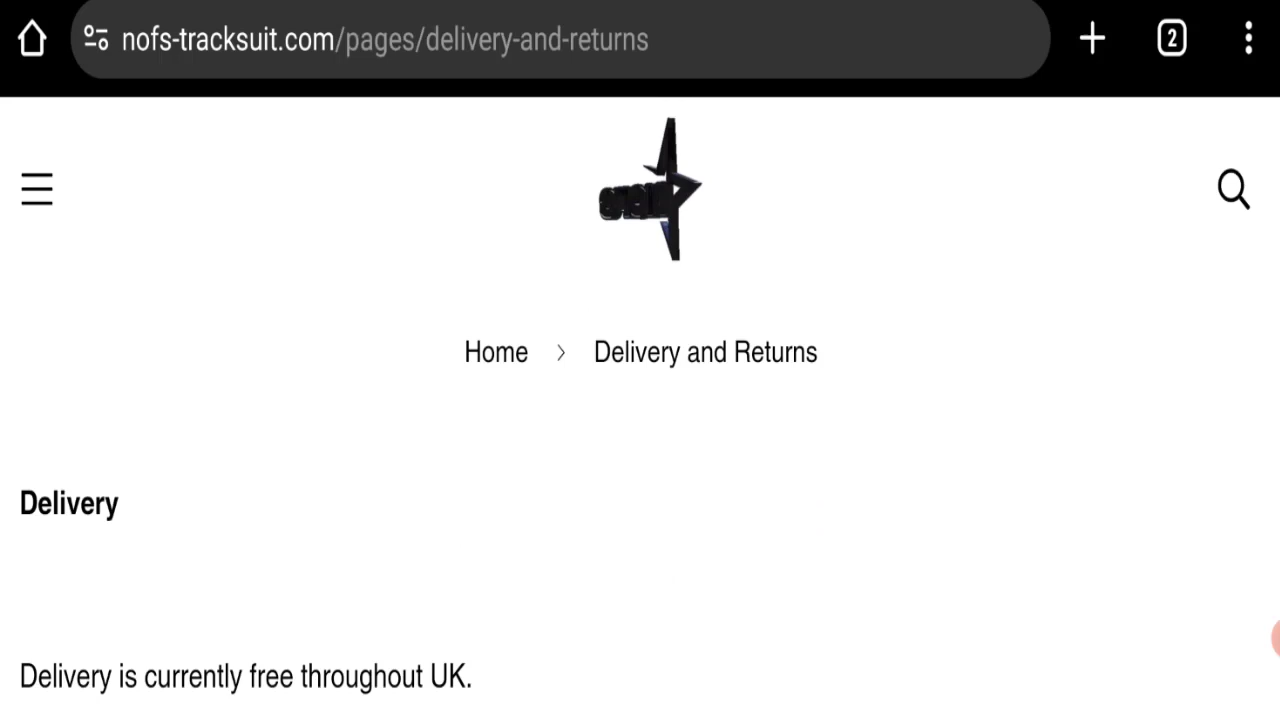 nofs-tracksuit.com/pages/delivery-and-returns
2
Home > Delivery and Returns
Delivery
Delivery is currently free throughout UK.